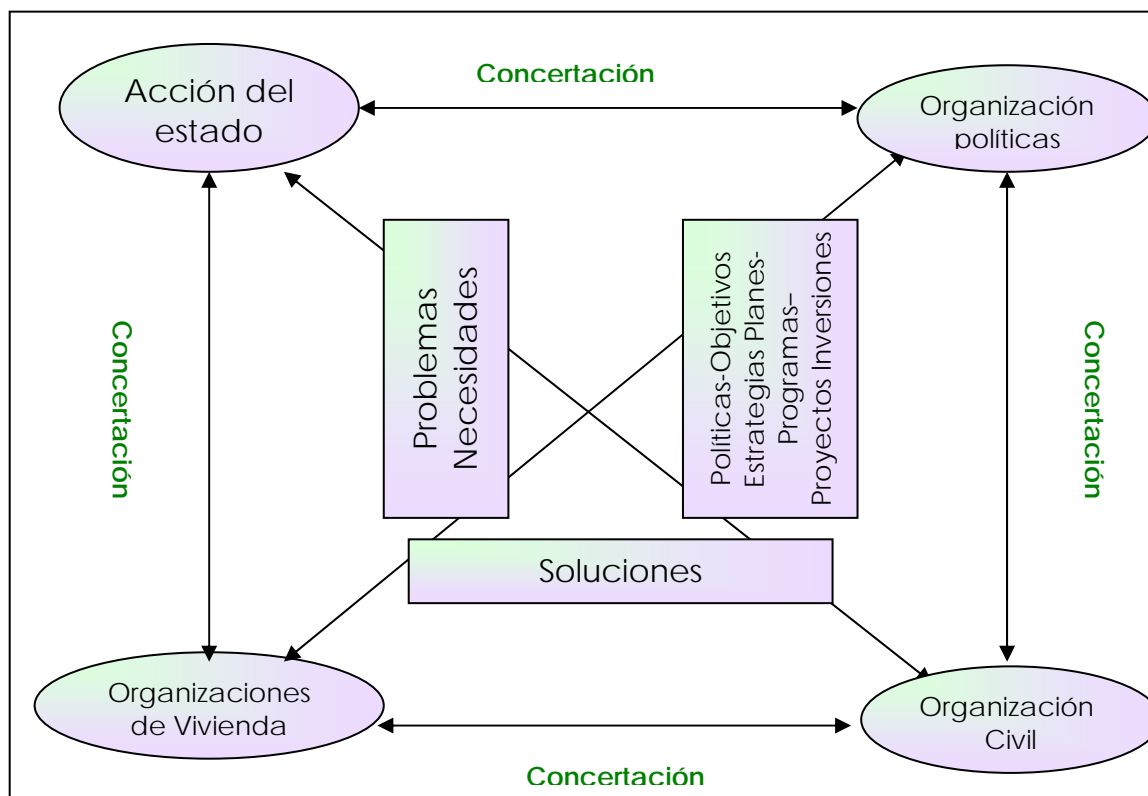 Concertación
Acción del
estado
Organización
políticas
Concertación
Problemas
Necesidades
Políticas-Objetivos
Estrategias Planes-
Programas–
Proyectos Inversiones
Concertación
Soluciones
Organizaciones
de Vivienda
Organización
Civil
Concertación